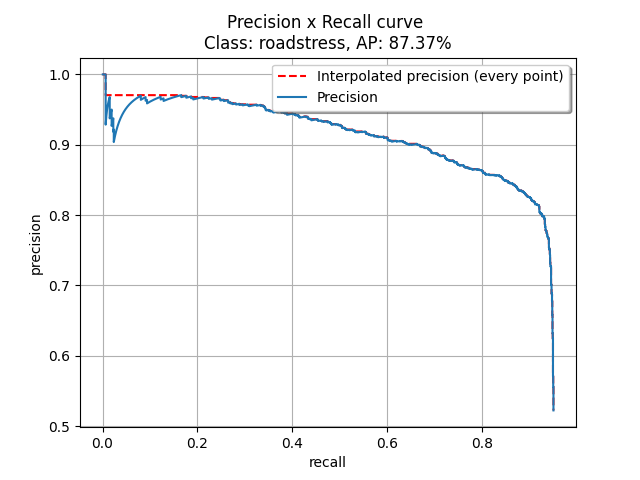 Precision x Recall curve
Class: roadstress, AP: 87.37%
Interpolated precision (every point)
Precision
1.0
0.9
0.8
0.7
0.6
0.5
precision
0.0 0.2 0.4 0.6 0.8
recall